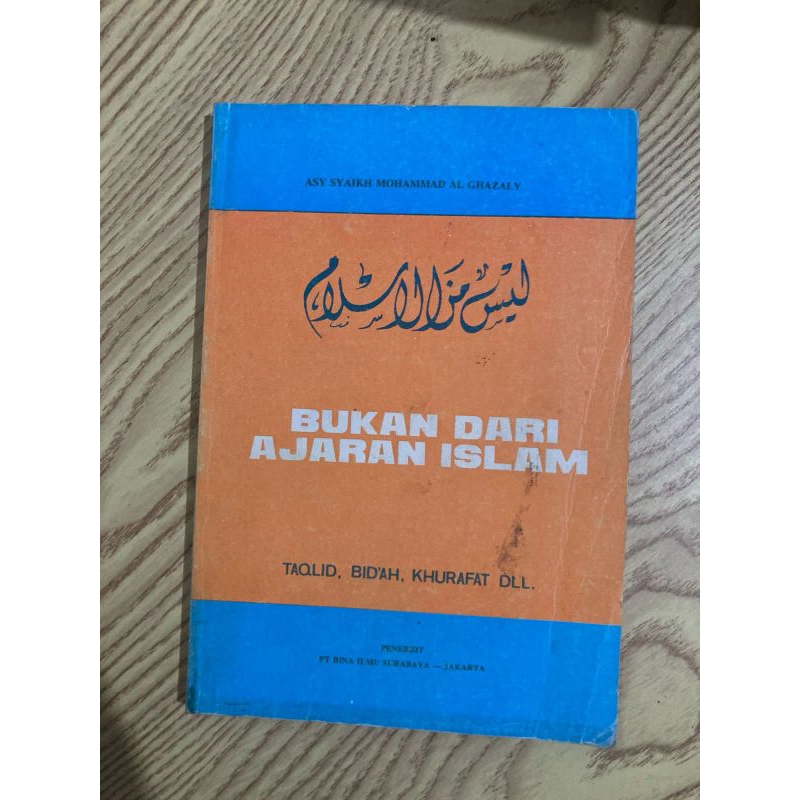 ASY SYAIKH MOHAMMAD AL GHAZALY
ليس من الإسلام
BUKAN DARI
AJARAN ISLAM
TAQLID, BID'AH, KHURAFAT DLL.
PENERBIT
PT BINA ILMU SURABAYA — JAKARTA